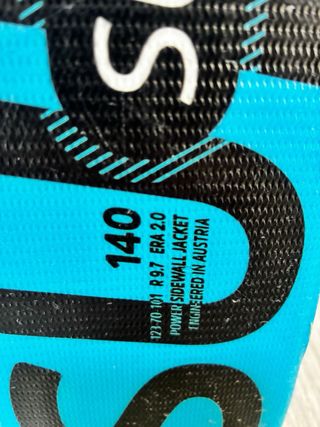 140
123-70-101 R 9.7 ERA 2.0
POWER SIDEWALL JACKET
ENGINEERED IN AUSTRIA